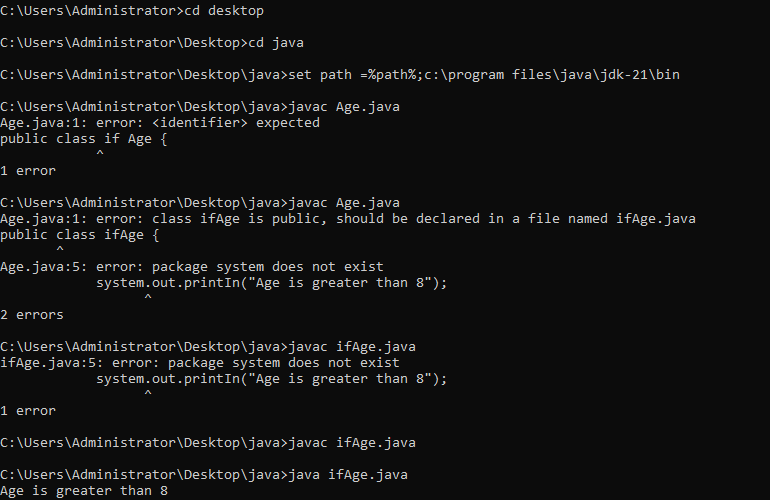 C:\Users\Administrator>cd desktop
C:\Users\Administrator\Desktop>cd java
C:\Users\Administrator\Desktop\java>set path =%path%;c:\program files\java\jdk-21\bin
C:\Users\Administrator\Desktop\java>javac Age.java
Age.java:1: error: <identifier> expected
public class if Age {
^
1 error
C:\Users\Administrator\Desktop\java>javac Age.java
Age.java:1: error: class ifAge is public, should be declared in a file named ifAge.java
public class ifAge {
^
Age.java:5: error: package system does not exist
system.out.printIn("Age is greater than 8");
^
2 errors
C:\Users\Administrator\Desktop\java>javac ifAge.java
ifAge.java:5: error: package system does not exist
system.out.printIn("Age is greater than 8");
^
1 error
C:\Users\Administrator\Desktop\java>javac ifAge.java
C:\Users\Administrator\Desktop\java>java ifAge.java
Age is greater than 8